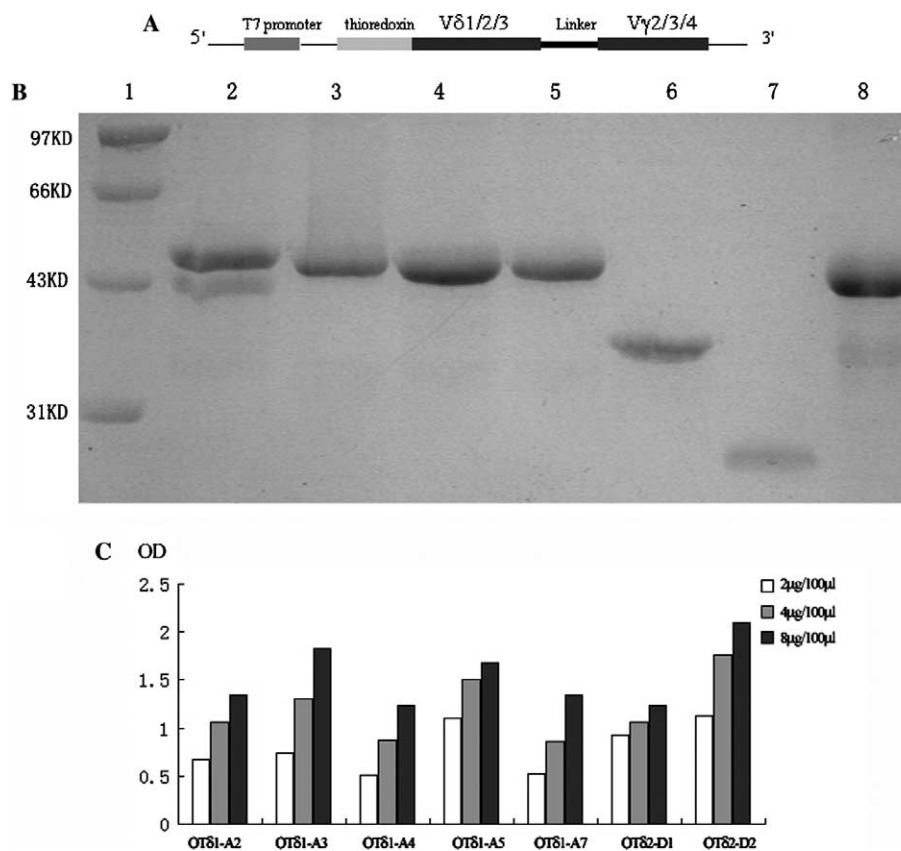 A
5' T7 promoter thioredoxin Vδ1/2/3 Linker Vγ2/3/4 3'
B
1 2 3 4 5 6 7 8
97KD
66KD
43KD
31KD
C OD
2.5
2
1.5
1
0.5
0
2μg/100μl
4μg/100μl
8μg/100μl
OTδ1-A2 OTδ1-A3 OTδ1-A4 OTδ1-A5 OTδ1-A7 OTδ2-D1 OTδ2-D2